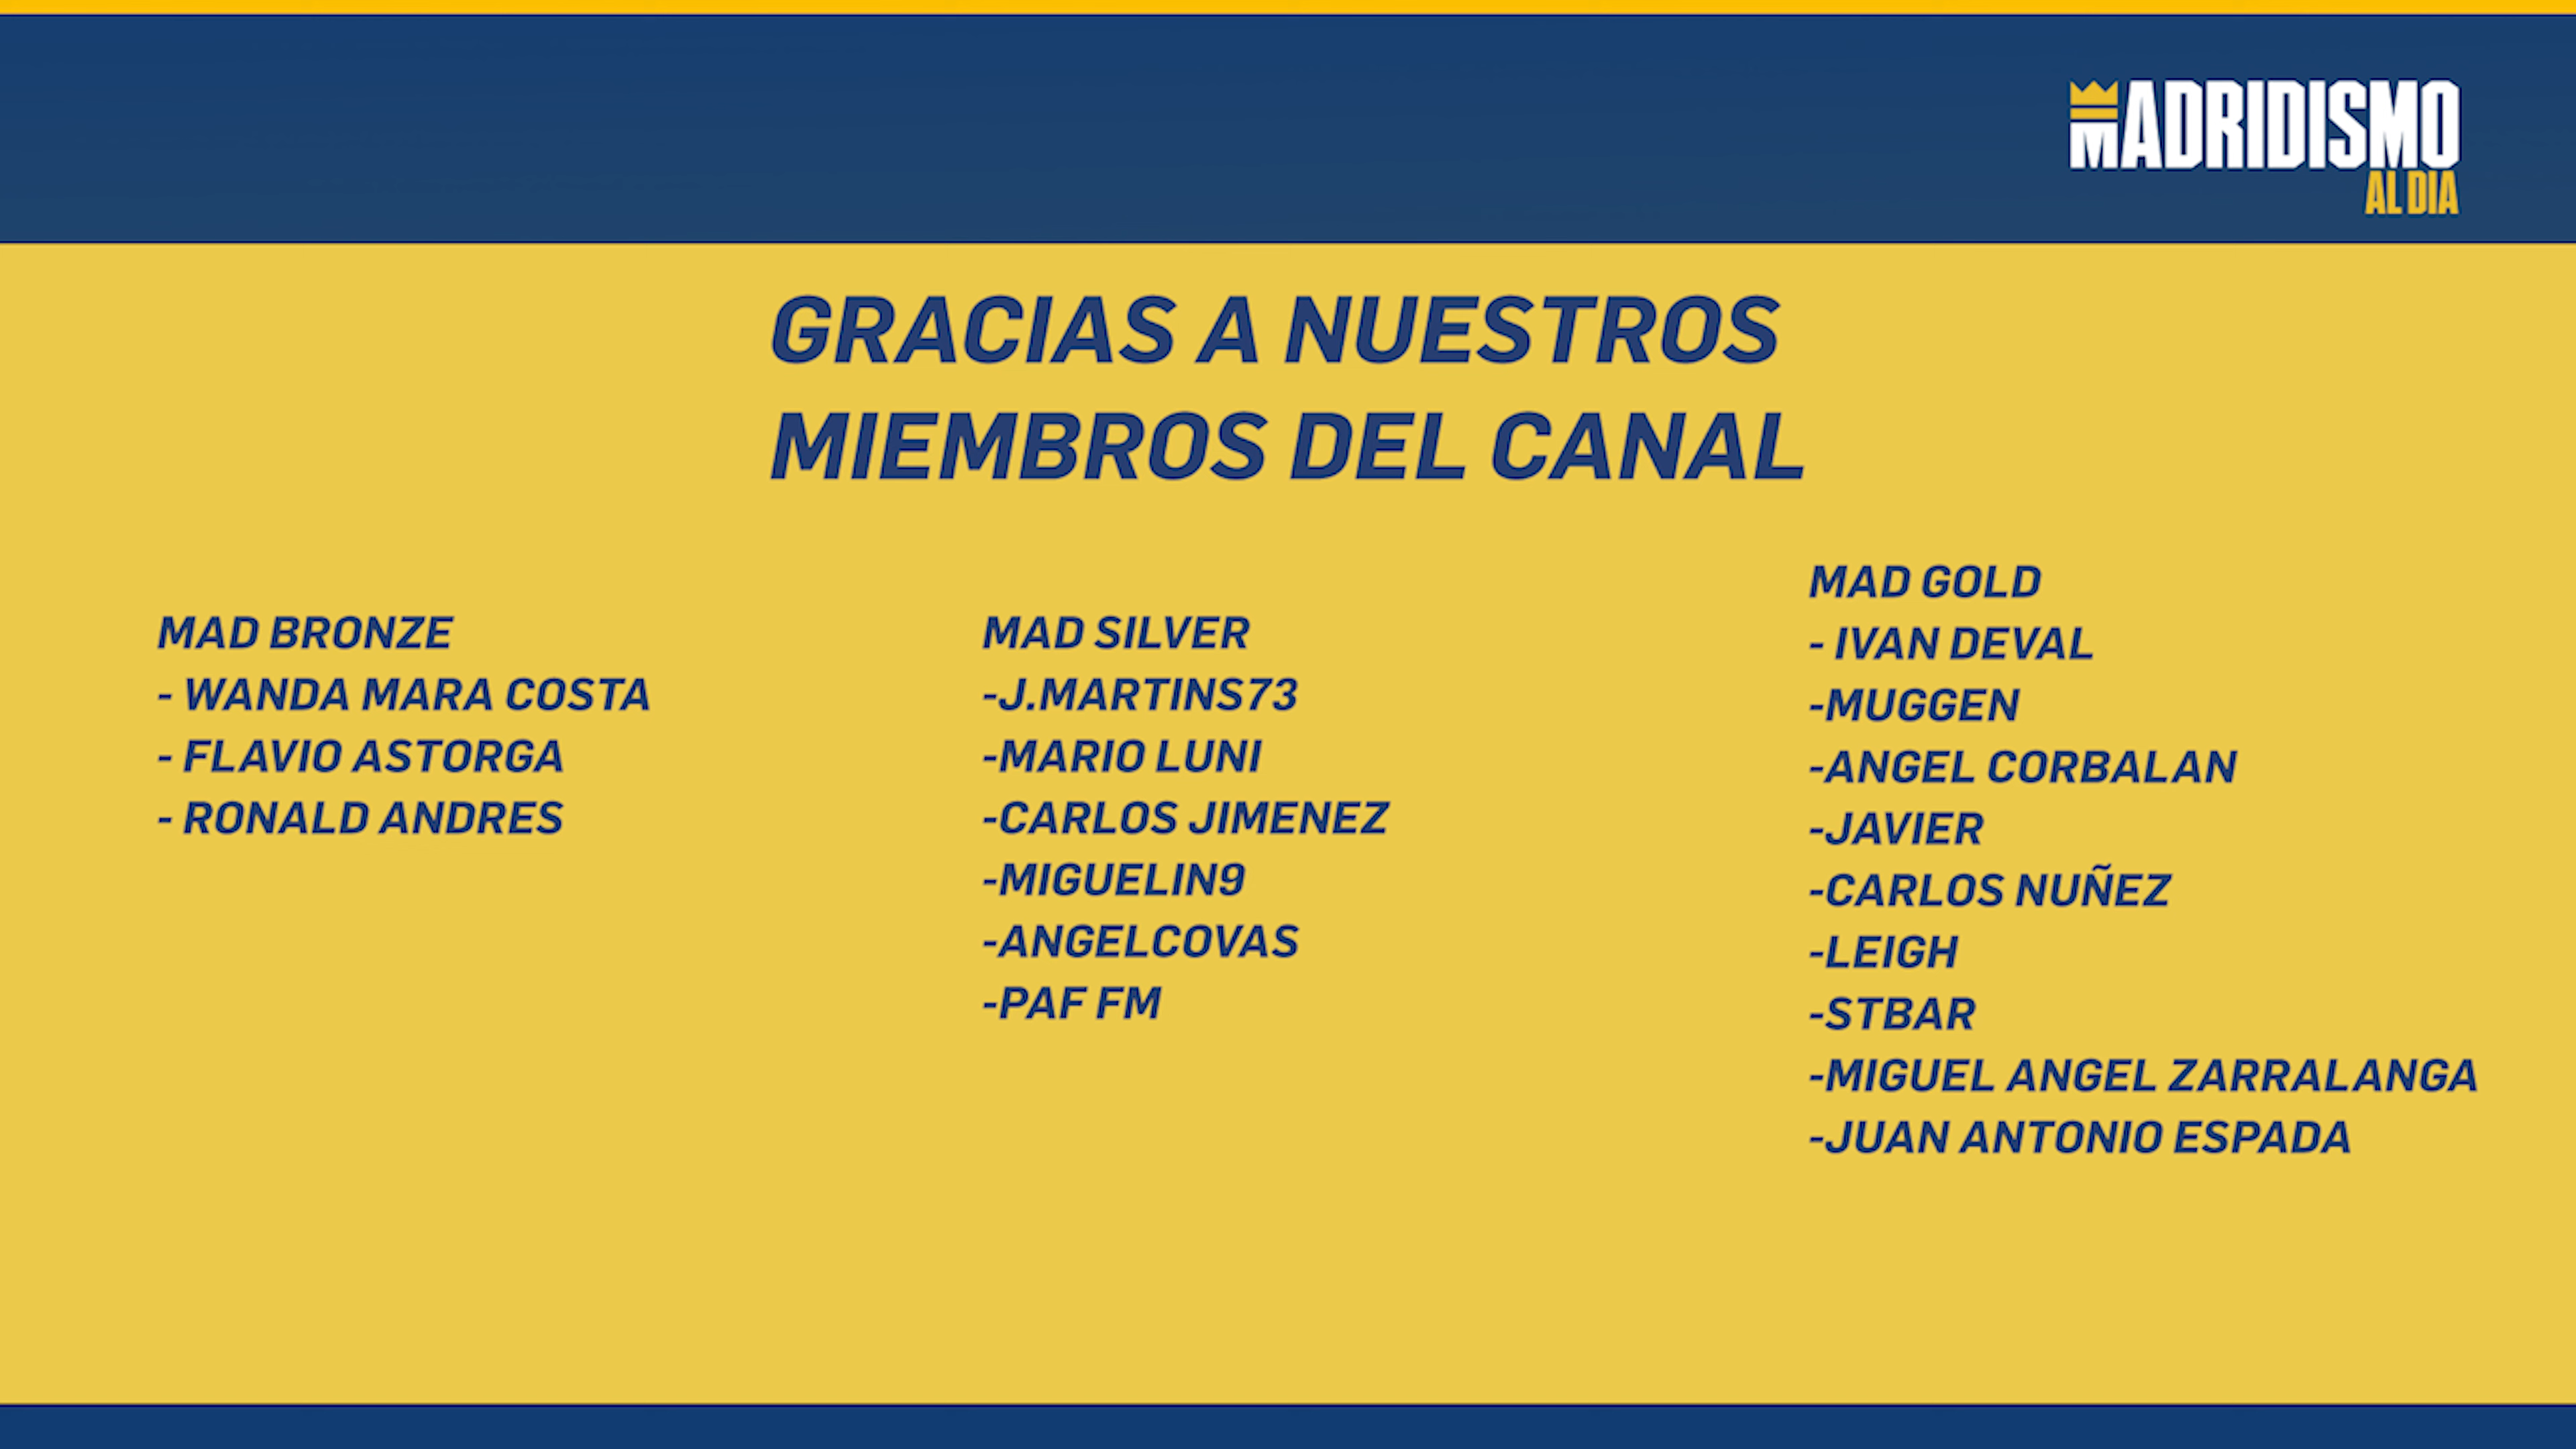 MADRIDISMO
AL DIA
GRACIAS A NUESTROS
MIEMBROS DEL CANAL
MAD BRONZE
- WANDA MARA COSTA
- FLAVIO ASTORGA
- RONALD ANDRES
MAD SILVER
-J.MARTINS73
-MARIO LUNI
-CARLOS JIMENEZ
-MIGUELIN9
-ANGELCOVAS
-PAF FM
MAD GOLD
- IVAN DEVAL
-MUGGEN
-ANGEL CORBALAN
-JAVIER
-CARLOS NUÑEZ
-LEIGH
-STBAR
-MIGUEL ANGEL ZARRALANGA
-JUAN ANTONIO ESPADA